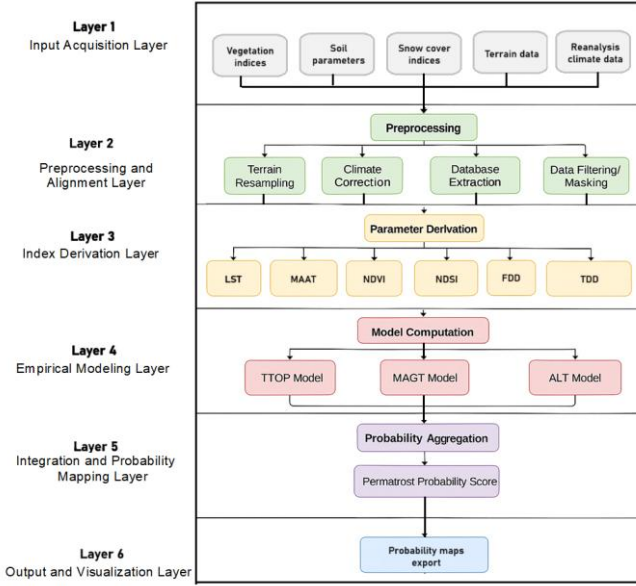 Layer 1
Input Acquisition Layer
Vegetation
indices
Soil
parameters
Snow cover
indices
Terrain data
Reanalysis
climate data
Layer 2
Preprocessing and
Alignment Layer
Preprocessing
Terrain
Resampling
Climate
Correction
Database
Extraction
Data Filtering/
Masking
Layer 3
Index Derivation Layer
Parameter Derlvation
LST
MAAT
NDVI
NDSI
FDD
TDD
Layer 4
Empirical Modeling Layer
Model Computation
TTOP Model
MAGT Model
ALT Model
Layer 5
Integration and Probability
Mapping Layer
Probability Aggregation
Permatrost Probability Score
Layer 6
Output and Visualization Layer
Probability maps
export